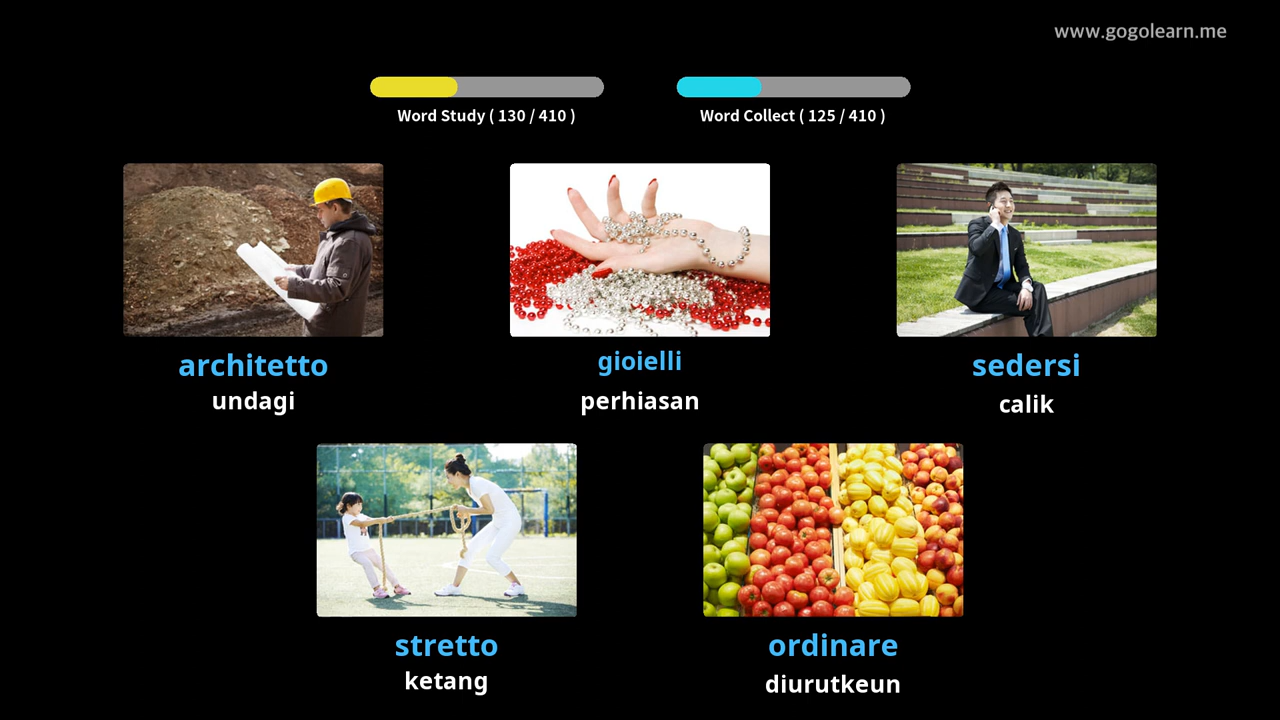 www.gogolearn.me
Word Study ( 130 / 410 )
Word Collect ( 125 / 410 )
architetto
undagi
gioielli
perhiasan
sedersi
calik
stretto
ketang
ordinare
diurutkeun